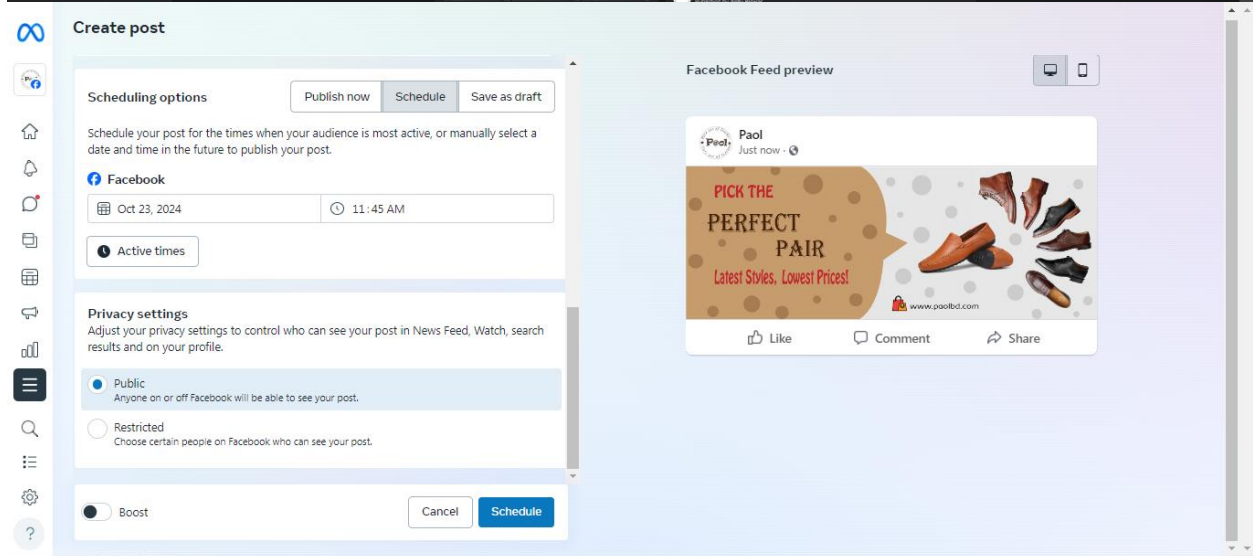 Create post
Scheduling options
Publish now
Schedule
Save as draft
Schedule your post for the times when your audience is most active, or manually select a
date and time in the future to publish your post.
Facebook
Oct 23, 2024
11:45 AM
Active times
Privacy settings
Adjust your privacy settings to control who can see your post in News Feed, Watch, search
results and on your profile.
Public
Anyone on or off Facebook will be able to see your post.
Restricted
Choose certain people on Facebook who can see your post.
Boost
Cancel
Schedule
Facebook Feed preview
Paol
Paol
Just now ·
PICK THE
PERFECT
PAIR
Latest Styles, Lowest Prices!
www.paolbd.com
Like
Comment
Share
?